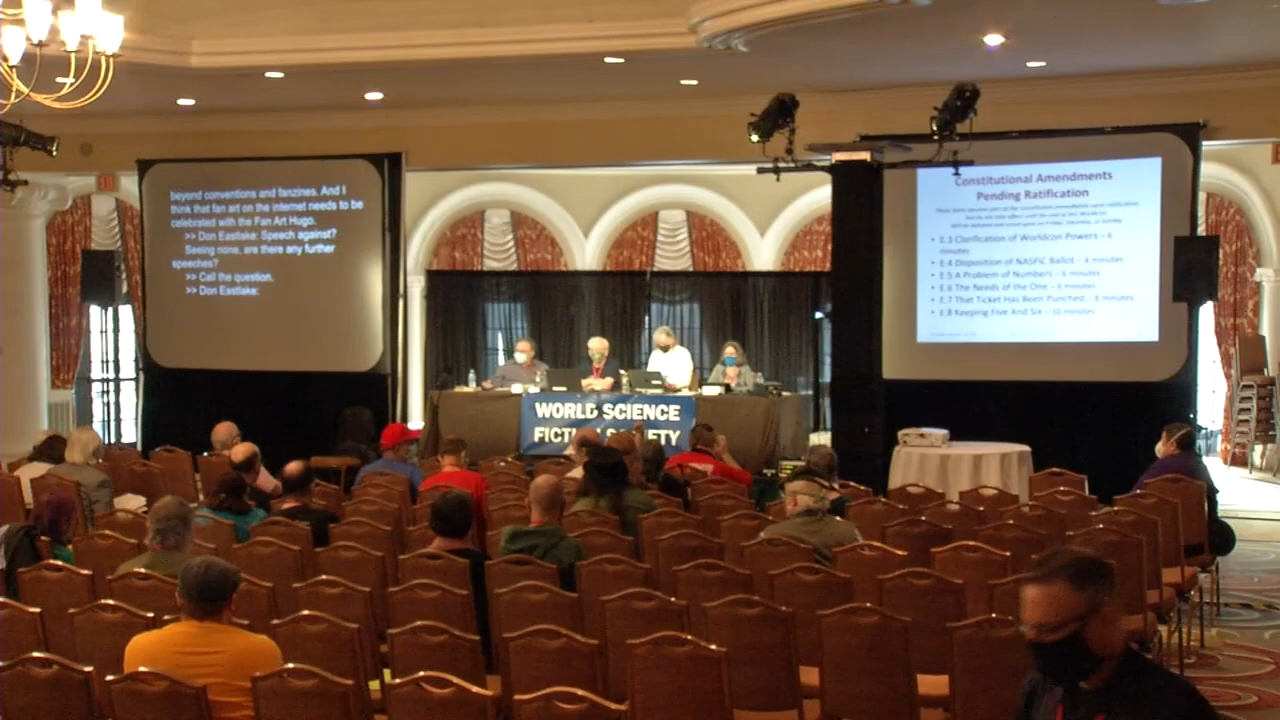 beyond conventions and fanzines. And I
think that fan art on the internet needs to be
celebrated with the Fan Art Hugo.
>> Don Eastlake: Speech against?
Seeing none, are there any further
speeches?
>> Call the question.
>> Don Eastlake:
Constitutional Amendments
Pending Ratification
• E.3 Clarification of Worldcon Powers – 6
minutes
• E.4 Disposition of NASFiC Ballot – 4 minutes
• E.5 A Problem of Numbers – 6 minutes
• E.6 The Needs of the One – 6 minutes
• E.7 That Ticket Has Been Punched – 8 minutes
• E.8 Keeping Five And Six – 10 minutes
WORLD SCIENCE